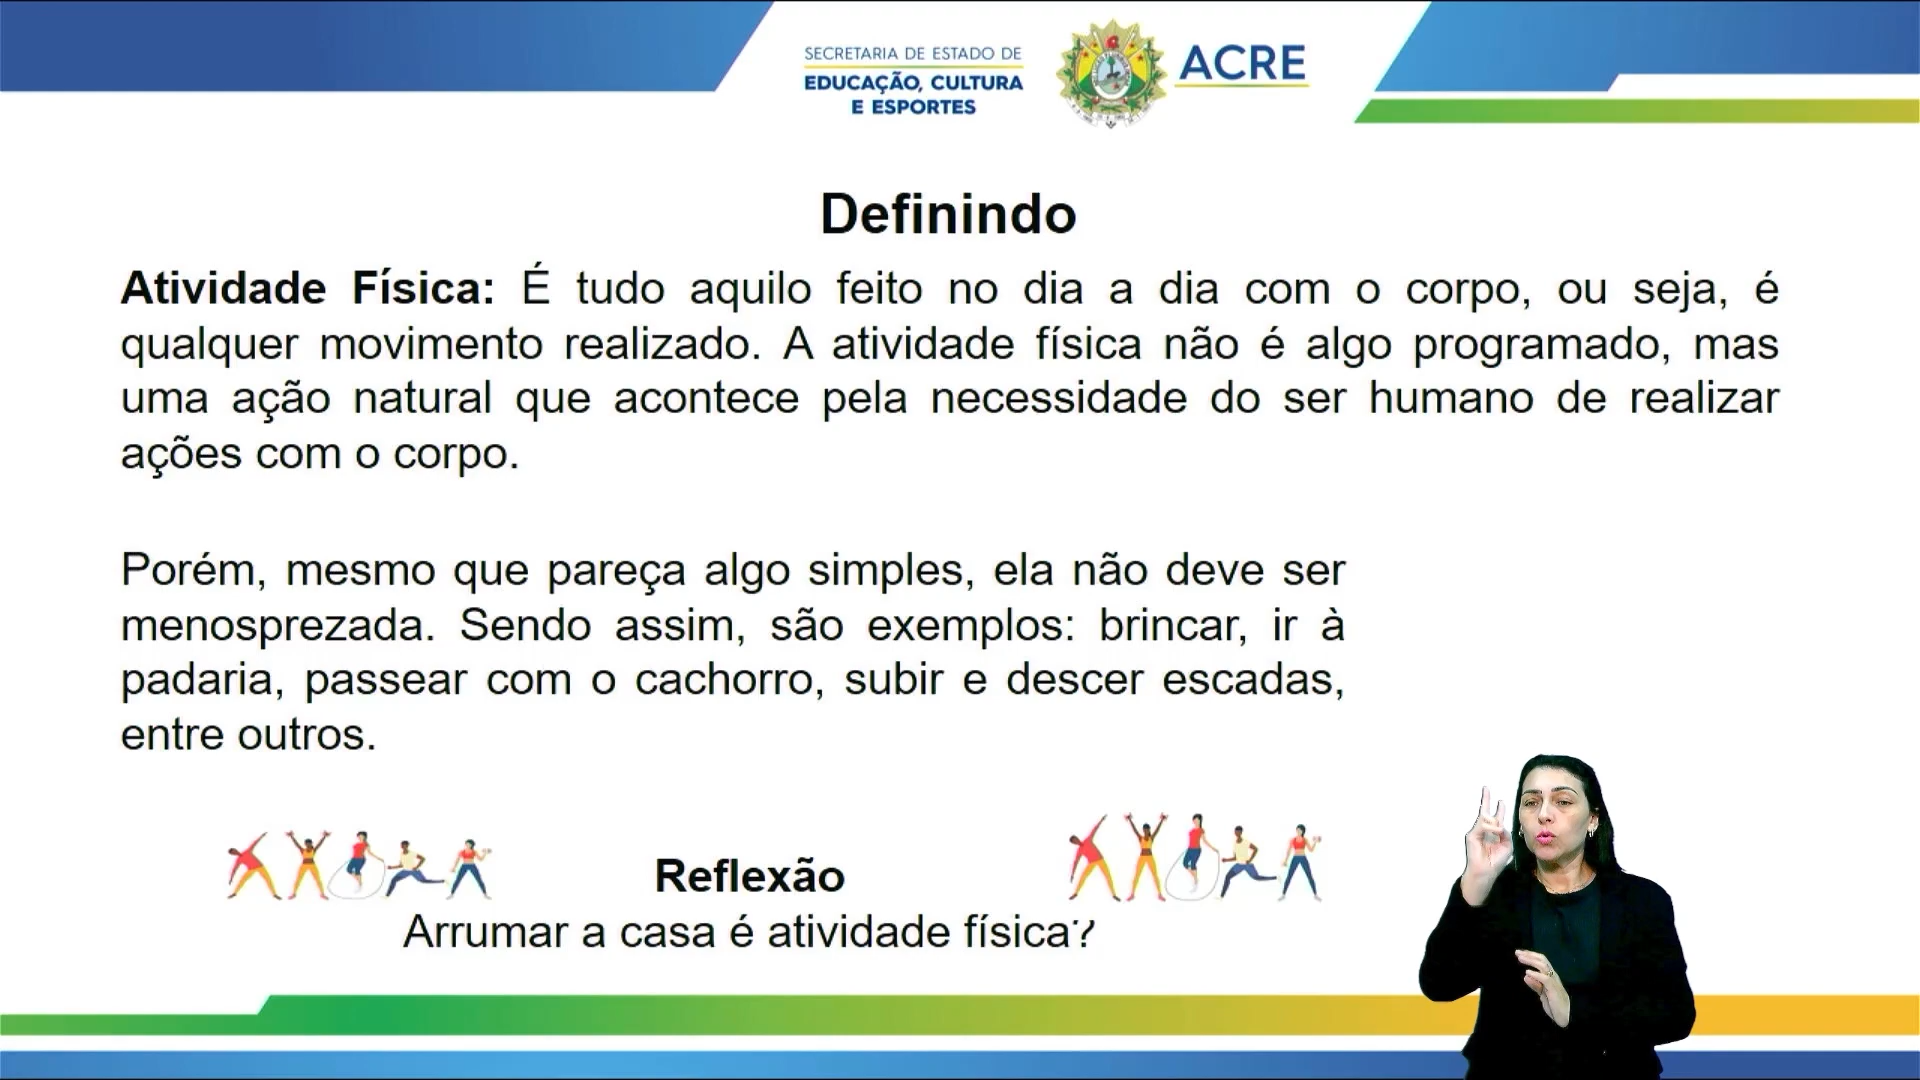 SECRETARIA DE ESTADO DE
EDUCAÇÃO, CULTURA
E ESPORTES
ACRE
Definindo
Atividade Física: É tudo aquilo feito no dia a dia com o corpo, ou seja, é
qualquer movimento realizado. A atividade física não é algo programado, mas
uma ação natural que acontece pela necessidade do ser humano de realizar
ações com o corpo.
Porém, mesmo que pareça algo simples, ela não deve ser
menosprezada. Sendo assim, são exemplos: brincar, ir à
padaria, passear com o cachorro, subir e descer escadas,
entre outros.
Reflexão
Arrumar a casa é atividade física?